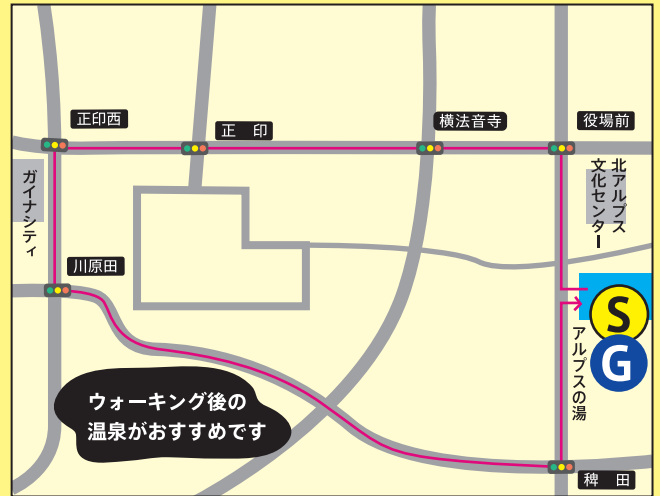 正印西
正　印
横法音寺
役場前
北アルプス
文化センター
ガイナシティ
川原田
S
G
アルプスの湯
ウォーキング後の
温泉がおすすめです
稗　田